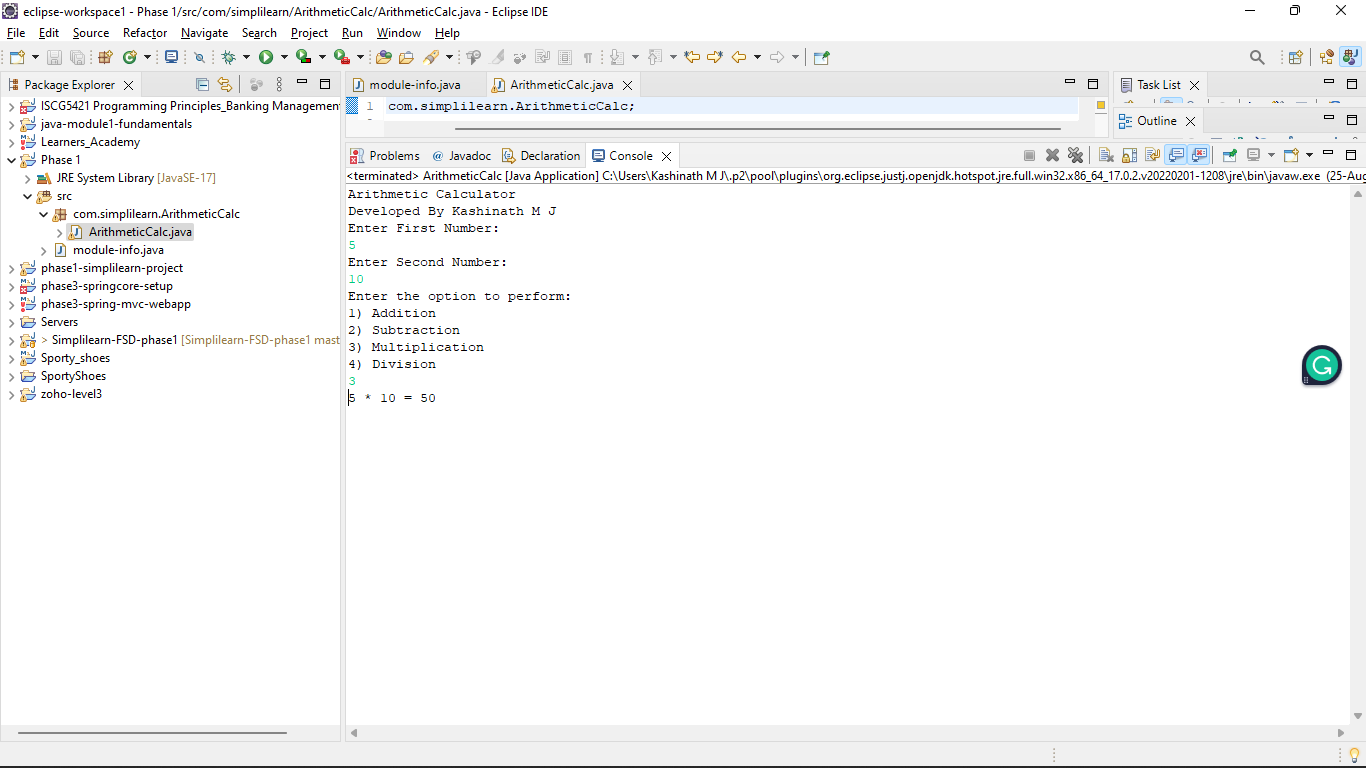 eclipse-workspace1 - Phase 1/src/com/simplilearn/ArithmeticCalc/ArithmeticCalc.java - Eclipse IDE
File Edit Source Refactor Navigate Search Project Run Window Help
Package Explorer
ISCG5421 Programming Principles_Banking Managemen
java-module1-fundamentals
Learners_Academy
Phase 1
JRE System Library [JavaSE-17]
src
com.simplilearn.ArithmeticCalc
ArithmeticCalc.java
module-info.java
phase1-simplilearn-project
phase3-springcore-setup
phase3-spring-mvc-webapp
Servers
> Simplilearn-FSD-phase1 [Simplilearn-FSD-phase1 mast
Sporty_shoes
SportyShoes
zoho-level3
module-info.java ArithmeticCalc.java
1 com.simplilearn.ArithmeticCalc;
Task List
Outline
Problems @ Javadoc Declaration Console
<terminated> ArithmeticCalc [Java Application] C:\Users\Kashinath M J\.p2\pool\plugins\org.eclipse.justj.openjdk.hotspot.jre.full.win32.x86_64_17.0.2.v20220201-1208\jre\bin\javaw.exe (25-Aug
Arithmetic Calculator
Developed By Kashinath M J
Enter First Number:
5
Enter Second Number:
10
Enter the option to perform:
1) Addition
2) Subtraction
3) Multiplication
4) Division
3
5 * 10 = 50